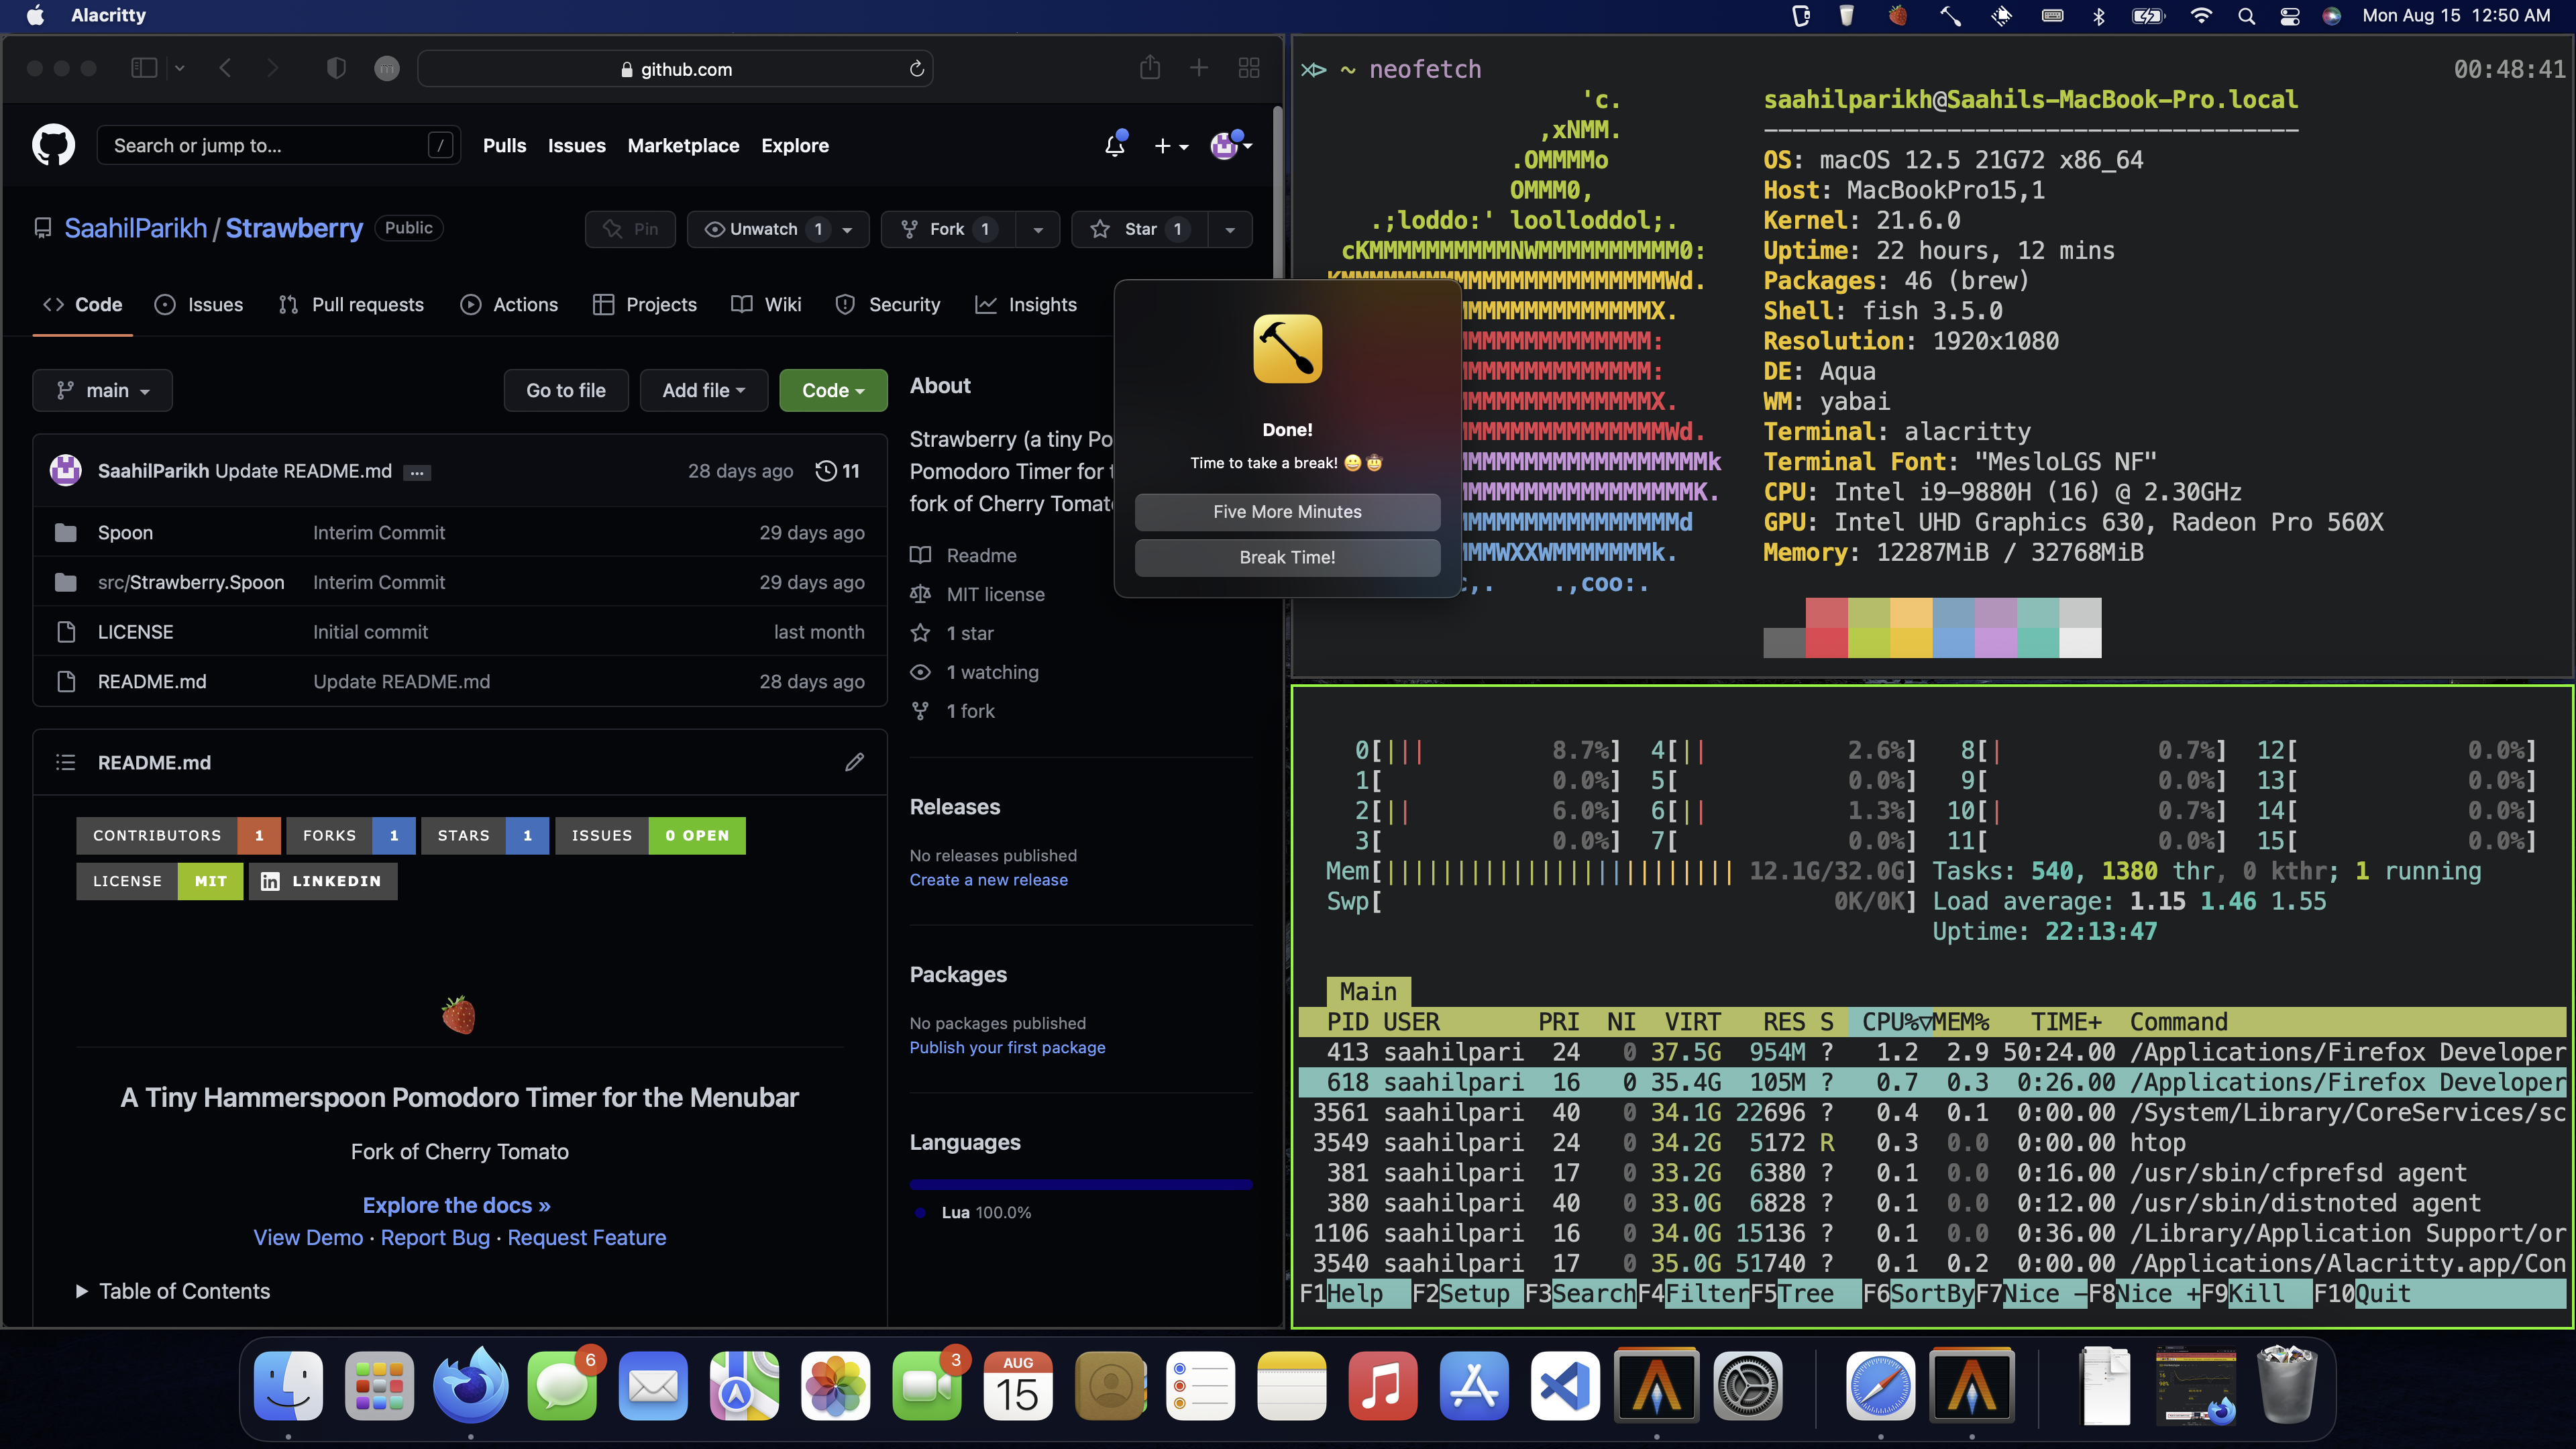 Alacritty
Mon Aug 15 12:50 AM
github.com
Search or jump to... /
Pulls Issues Marketplace Explore
SaahilParikh / Strawberry Public
Pin
Unwatch 1
Fork 1
Star 1
Code Issues Pull requests Actions Projects Wiki Security Insights
main
Go to file
Add file
Code
SaahilParikh Update README.md ... 28 days ago 11
Spoon Interim Commit 29 days ago
src/Strawberry.Spoon Interim Commit 29 days ago
LICENSE Initial commit last month
README.md Update README.md 28 days ago
README.md
CONTRIBUTORS 1 FORKS 1 STARS 1 ISSUES 0 OPEN
LICENSE MIT LINKEDIN
A Tiny Hammerspoon Pomodoro Timer for the Menubar
Fork of Cherry Tomato
Explore the docs »
View Demo · Report Bug · Request Feature
Table of Contents
About
Strawberry (a tiny
Pomodoro Timer for
fork of Cherry
Readme
MIT license
1 star
1 watching
1 fork
Releases
No releases published
Create a new release
Packages
No packages published
Publish your first package
Languages
Lua 100.0%
Done!
Time to take a break! 😀 🤠
Five More Minutes
Break Time!
~ neofetch 00:48:41
'c.
,xNMM.
.OMMMMo
OMMM0,
.;loddo:' loolloddol;.
cKMMMMMMMMMMNWMMMMMMMMMM0:
saahilparikh@Saahils-MacBook-Pro.local
--------------------------------------
OS: macOS 12.5 21G72 x86_64
Host: MacBookPro15,1
Kernel: 21.6.0
Uptime: 22 hours, 12 mins
Packages: 46 (brew)
Shell: fish 3.5.0
Resolution: 1920x1080
DE: Aqua
WM: yabai
Terminal: alacritty
Terminal Font: "MesloLGS NF"
CPU: Intel i9-9880H (16) @ 2.30GHz
GPU: Intel UHD Graphics 630, Radeon Pro 560X
Memory: 12287MiB / 32768MiB
0[||| 8.7%] 4[|| 2.6%] 8[| 0.7%] 12[ 0.0%]
1[ 0.0%] 5[ 0.0%] 9[ 0.0%] 13[ 0.0%]
2[|| 6.0%] 6[|| 1.3%] 10[| 0.7%] 14[ 0.0%]
3[ 0.0%] 7[ 0.0%] 11[ 0.0%] 15[ 0.0%]
Mem[||||||||||||||||||||||||| 12.1G/32.0G] Tasks: 540, 1380 thr, 0 kthr; 1 running
Swp[ 0K/0K] Load average: 1.15 1.46 1.55
Uptime: 22:13:47
Main
PID USER PRI NI VIRT RES S CPU%▽MEM% TIME+ Command
413 saahilpari 24 0 37.5G 954M ? 1.2 2.9 50:24.00 /Applications/Firefox Developer
618 saahilpari 16 0 35.4G 105M ? 0.7 0.3 0:26.00 /Applications/Firefox Developer
3561 saahilpari 40 0 34.1G 22696 ? 0.4 0.1 0:00.00 /System/Library/CoreServices/sc
3549 saahilpari 24 0 34.2G 5172 R 0.3 0.0 0:00.00 htop
381 saahilpari 17 0 33.2G 6380 ? 0.1 0.0 0:16.00 /usr/sbin/cfprefsd agent
380 saahilpari 40 0 33.0G 6828 ? 0.1 0.0 0:12.00 /usr/sbin/distnoted agent
1106 saahilpari 16 0 34.0G 15136 ? 0.1 0.0 0:36.00 /Library/Application Support/or
3540 saahilpari 17 0 35.0G 51740 ? 0.1 0.2 0:00.00 /Applications/Alacritty.app/Con
F1Help F2Setup F3SearchF4FilterF5Tree F6SortByF7Nice -F8Nice +F9Kill F10Quit
6
3
AUG
15